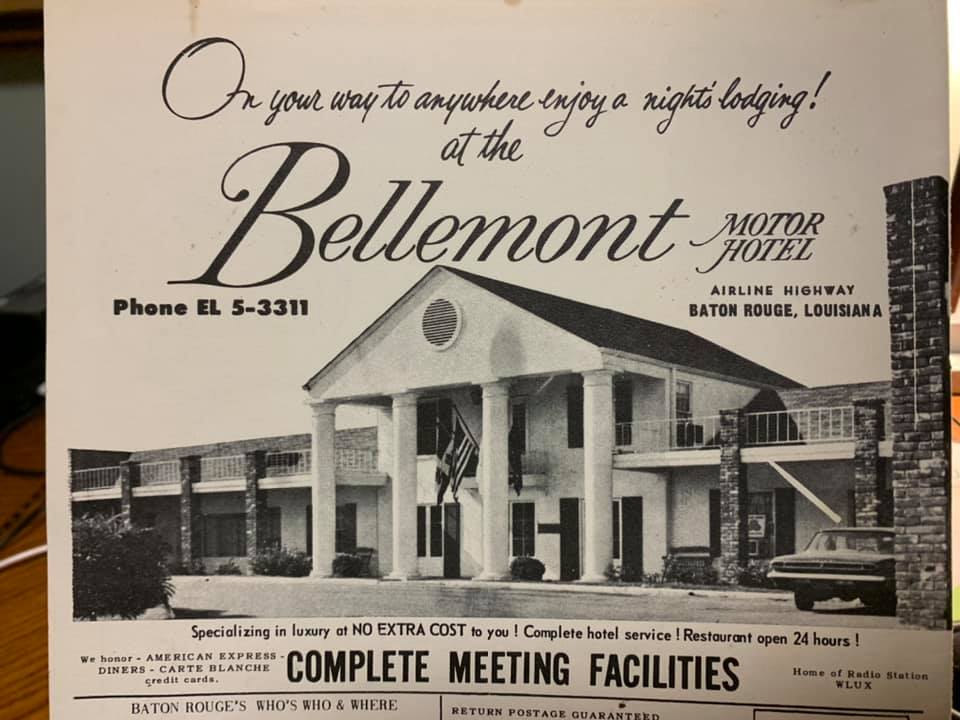 On your way to anywhere enjoy a night's lodging!
at the
Bellemont MOTOR HOTEL
AIRLINE HIGHWAY
Phone EL 5-3311
BATON ROUGE, LOUISIANA
Specializing in luxury at NO EXTRA COST to you! Complete hotel service! Restaurant open 24 hours!
We honor - AMERICAN EXPRESS -
DINERS - CARTE BLANCHE
credit cards.
COMPLETE MEETING FACILITIES
Home of Radio Station
WLUX
BATON ROUGE'S WHO'S WHO & WHERE
RETURN POSTAGE GUARANTEED